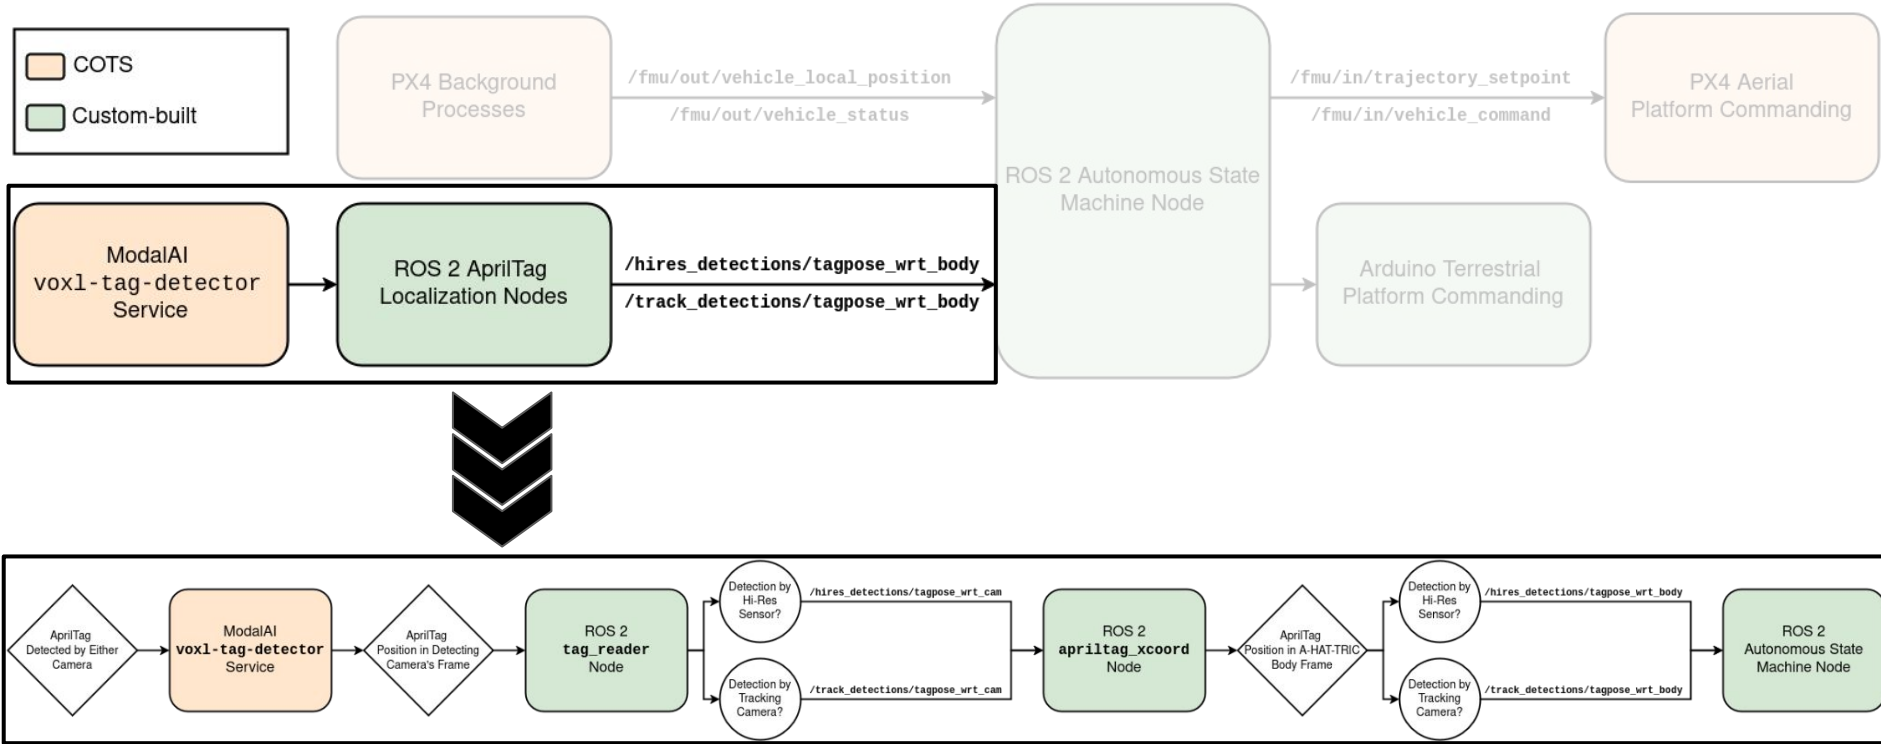 COTS
Custom-built
PX4 Background
Processes
/fmu/out/vehicle_local_position
/fmu/out/vehicle_status
ROS 2 Autonomous State
Machine Node
/fmu/in/trajectory_setpoint
/fmu/in/vehicle_command
PX4 Aerial
Platform Commanding
ModalAI
voxl-tag-detector
Service
ROS 2 AprilTag
Localization Nodes
/hires_detections/tagpose_wrt_body
/track_detections/tagpose_wrt_body
Arduino Terrestrial
Platform Commanding
AprilTag
Detected by Either
Camera
ModalAI
voxl-tag-detector
Service
AprilTag
Position in Detecting
Camera's Frame
ROS 2
tag_reader
Node
Detection by
Hi-Res
Sensor?
/hires_detections/tagpose_wrt_cam
Detection by
Tracking
Camera?
/track_detections/tagpose_wrt_cam
ROS 2
apriltag_xcoord
Node
AprilTag
Position in A-HAT-TRIC
Body Frame
Detection by
Hi-Res
Sensor?
/hires_detections/tagpose_wrt_body
Detection by
Tracking
Camera?
/track_detections/tagpose_wrt_body
ROS 2
Autonomous State
Machine Node